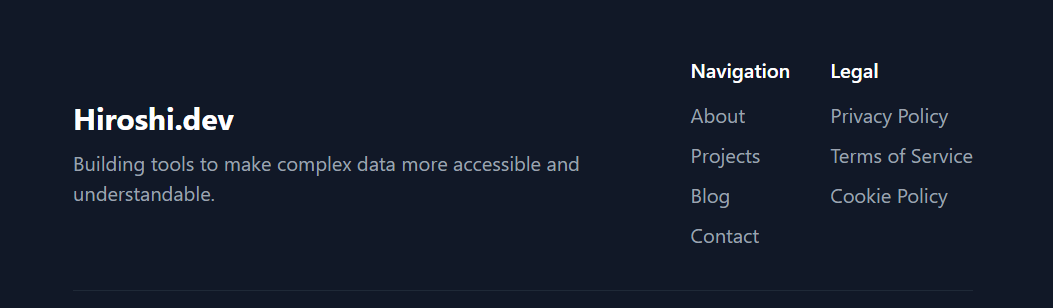 Hiroshi.dev
Building tools to make complex data more accessible and
understandable.
Navigation
About
Projects
Blog
Contact
Legal
Privacy Policy
Terms of Service
Cookie Policy